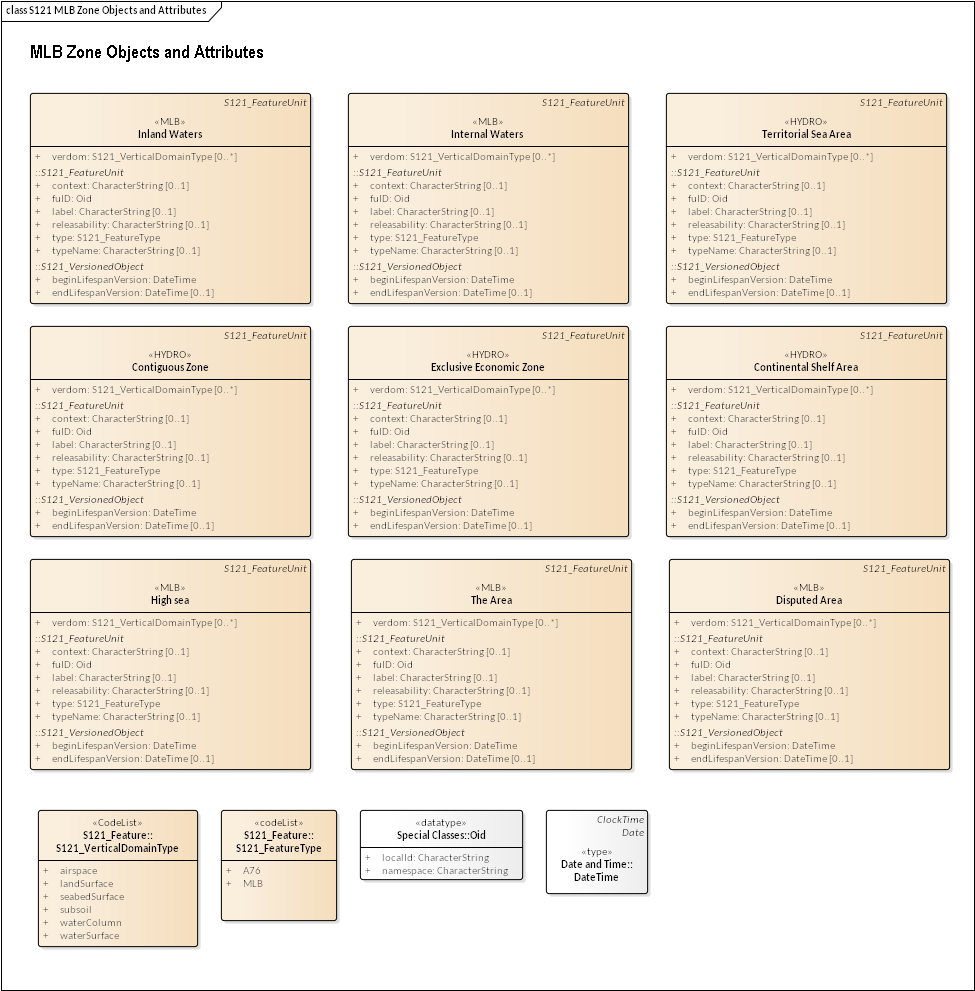 class S121 MLB Zone Objects and Attributes
MLB Zone Objects and Attributes
S121_FeatureUnit
«MLB»
Inland Waters
+ verdom: S121_VerticalDomainType [0..*]
::S121_FeatureUnit
+ context: CharacterString [0..1]
+ fuID: Oid
+ label: CharacterString [0..1]
+ releasability: CharacterString [0..1]
+ type: S121_FeatureType
+ typeName: CharacterString [0..1]
::S121_VersionedObject
+ beginLifespanVersion: DateTime
+ endLifespanVersion: DateTime [0..1]
S121_FeatureUnit
«MLB»
Internal Waters
+ verdom: S121_VerticalDomainType [0..*]
::S121_FeatureUnit
+ context: CharacterString [0..1]
+ fuID: Oid
+ label: CharacterString [0..1]
+ releasability: CharacterString [0..1]
+ type: S121_FeatureType
+ typeName: CharacterString [0..1]
::S121_VersionedObject
+ beginLifespanVersion: DateTime
+ endLifespanVersion: DateTime [0..1]
S121_FeatureUnit
«HYDRO»
Territorial Sea Area
+ verdom: S121_VerticalDomainType [0..*]
::S121_FeatureUnit
+ context: CharacterString [0..1]
+ fuID: Oid
+ label: CharacterString [0..1]
+ releasability: CharacterString [0..1]
+ type: S121_FeatureType
+ typeName: CharacterString [0..1]
::S121_VersionedObject
+ beginLifespanVersion: DateTime
+ endLifespanVersion: DateTime [0..1]
S121_FeatureUnit
«HYDRO»
Contiguous Zone
+ verdom: S121_VerticalDomainType [0..*]
::S121_FeatureUnit
+ context: CharacterString [0..1]
+ fuID: Oid
+ label: CharacterString [0..1]
+ releasability: CharacterString [0..1]
+ type: S121_FeatureType
+ typeName: CharacterString [0..1]
::S121_VersionedObject
+ beginLifespanVersion: DateTime
+ endLifespanVersion: DateTime [0..1]
S121_FeatureUnit
«HYDRO»
Exclusive Economic Zone
+ verdom: S121_VerticalDomainType [0..*]
::S121_FeatureUnit
+ context: CharacterString [0..1]
+ fuID: Oid
+ label: CharacterString [0..1]
+ releasability: CharacterString [0..1]
+ type: S121_FeatureType
+ typeName: CharacterString [0..1]
::S121_VersionedObject
+ beginLifespanVersion: DateTime
+ endLifespanVersion: DateTime [0..1]
S121_FeatureUnit
«HYDRO»
Continental Shelf Area
+ verdom: S121_VerticalDomainType [0..*]
::S121_FeatureUnit
+ context: CharacterString [0..1]
+ fuID: Oid
+ label: CharacterString [0..1]
+ releasability: CharacterString [0..1]
+ type: S121_FeatureType
+ typeName: CharacterString [0..1]
::S121_VersionedObject
+ beginLifespanVersion: DateTime
+ endLifespanVersion: DateTime [0..1]
S121_FeatureUnit
«MLB»
High sea
+ verdom: S121_VerticalDomainType [0..*]
::S121_FeatureUnit
+ context: CharacterString [0..1]
+ fuID: Oid
+ label: CharacterString [0..1]
+ releasability: CharacterString [0..1]
+ type: S121_FeatureType
+ typeName: CharacterString [0..1]
::S121_VersionedObject
+ beginLifespanVersion: DateTime
+ endLifespanVersion: DateTime [0..1]
S121_FeatureUnit
«MLB»
The Area
+ verdom: S121_VerticalDomainType [0..*]
::S121_FeatureUnit
+ context: CharacterString [0..1]
+ fuID: Oid
+ label: CharacterString [0..1]
+ releasability: CharacterString [0..1]
+ type: S121_FeatureType
+ typeName: CharacterString [0..1]
::S121_VersionedObject
+ beginLifespanVersion: DateTime
+ endLifespanVersion: DateTime [0..1]
S121_FeatureUnit
«MLB»
Disputed Area
+ verdom: S121_VerticalDomainType [0..*]
::S121_FeatureUnit
+ context: CharacterString [0..1]
+ fuID: Oid
+ label: CharacterString [0..1]
+ releasability: CharacterString [0..1]
+ type: S121_FeatureType
+ typeName: CharacterString [0..1]
::S121_VersionedObject
+ beginLifespanVersion: DateTime
+ endLifespanVersion: DateTime [0..1]
«CodeList»
S121_Feature::
S121_VerticalDomainType
+ airspace
+ landSurface
+ seabedSurface
+ subsoil
+ waterColumn
+ waterSurface
«codeList»
S121_Feature::
S121_FeatureType
+ A76
+ MLB
«datatype»
Special Classes::Oid
+ localId: CharacterString
+ namespace: CharacterString
ClockTime
Date
«type»
Date and Time::
DateTime